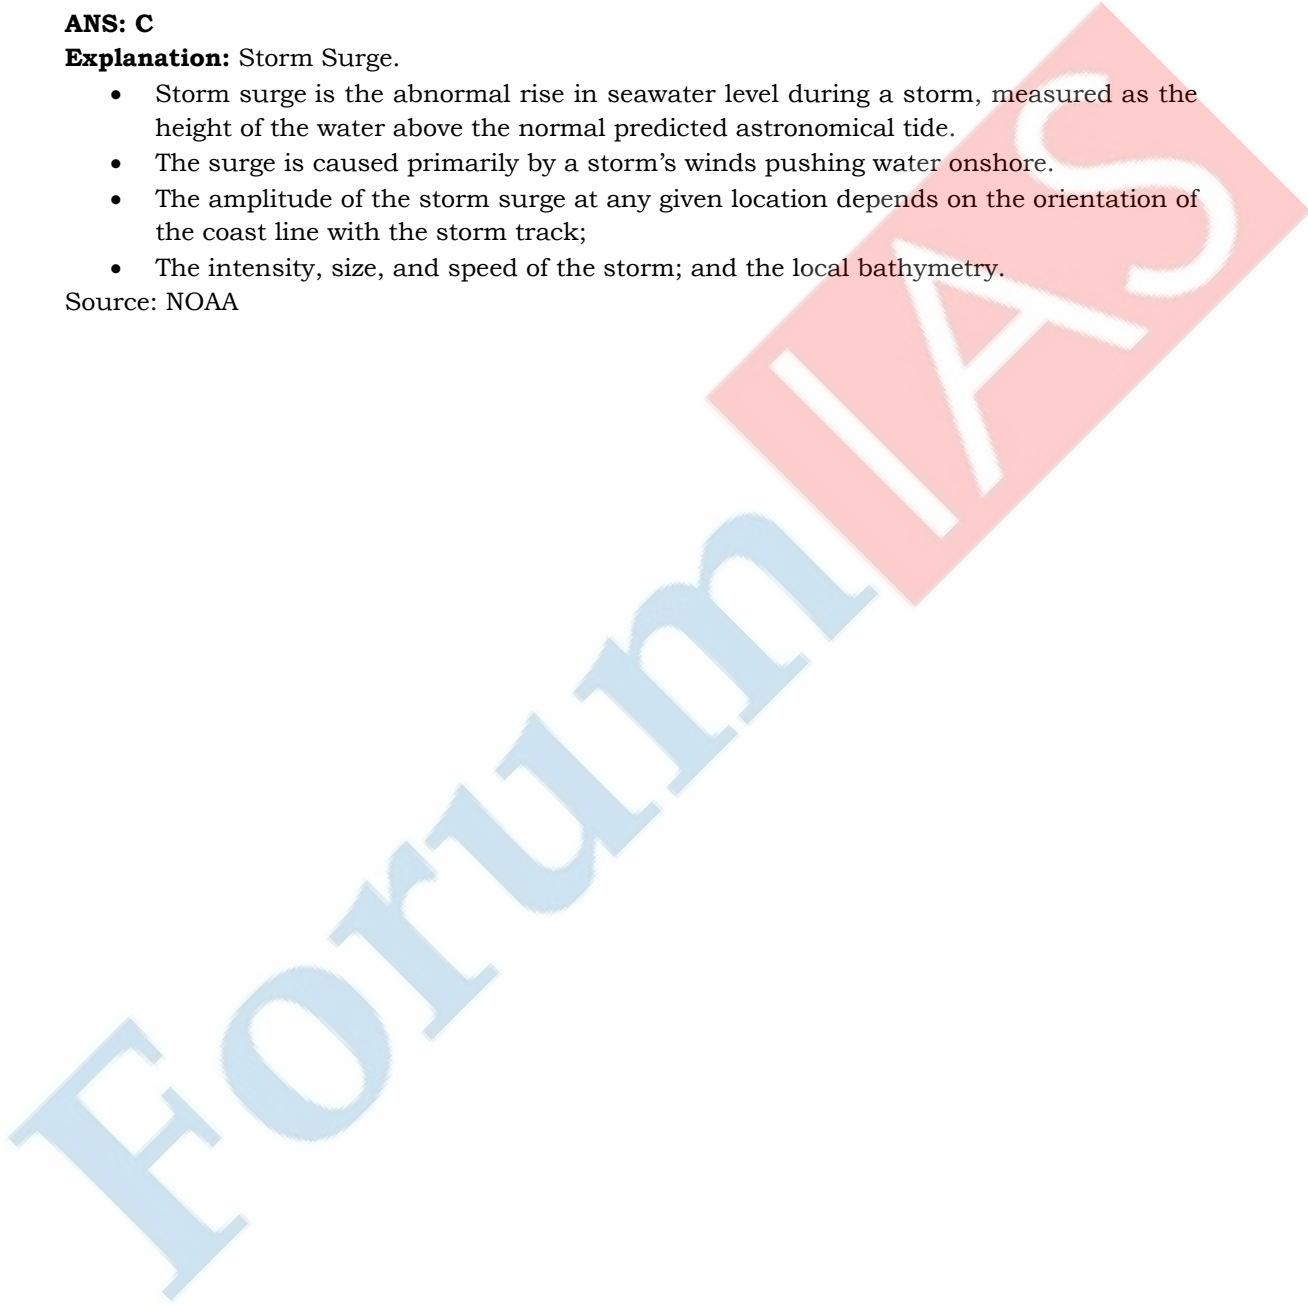 ANS: C
Explanation: Storm Surge.
• Storm surge is the abnormal rise in seawater level during a storm, measured as the
height of the water above the normal predicted astronomical tide.
• The surge is caused primarily by a storm’s winds pushing water onshore.
• The amplitude of the storm surge at any given location depends on the orientation of
the coast line with the storm track;
• The intensity, size, and speed of the storm; and the local bathymetry.
Source: NOAA
Forum IAS